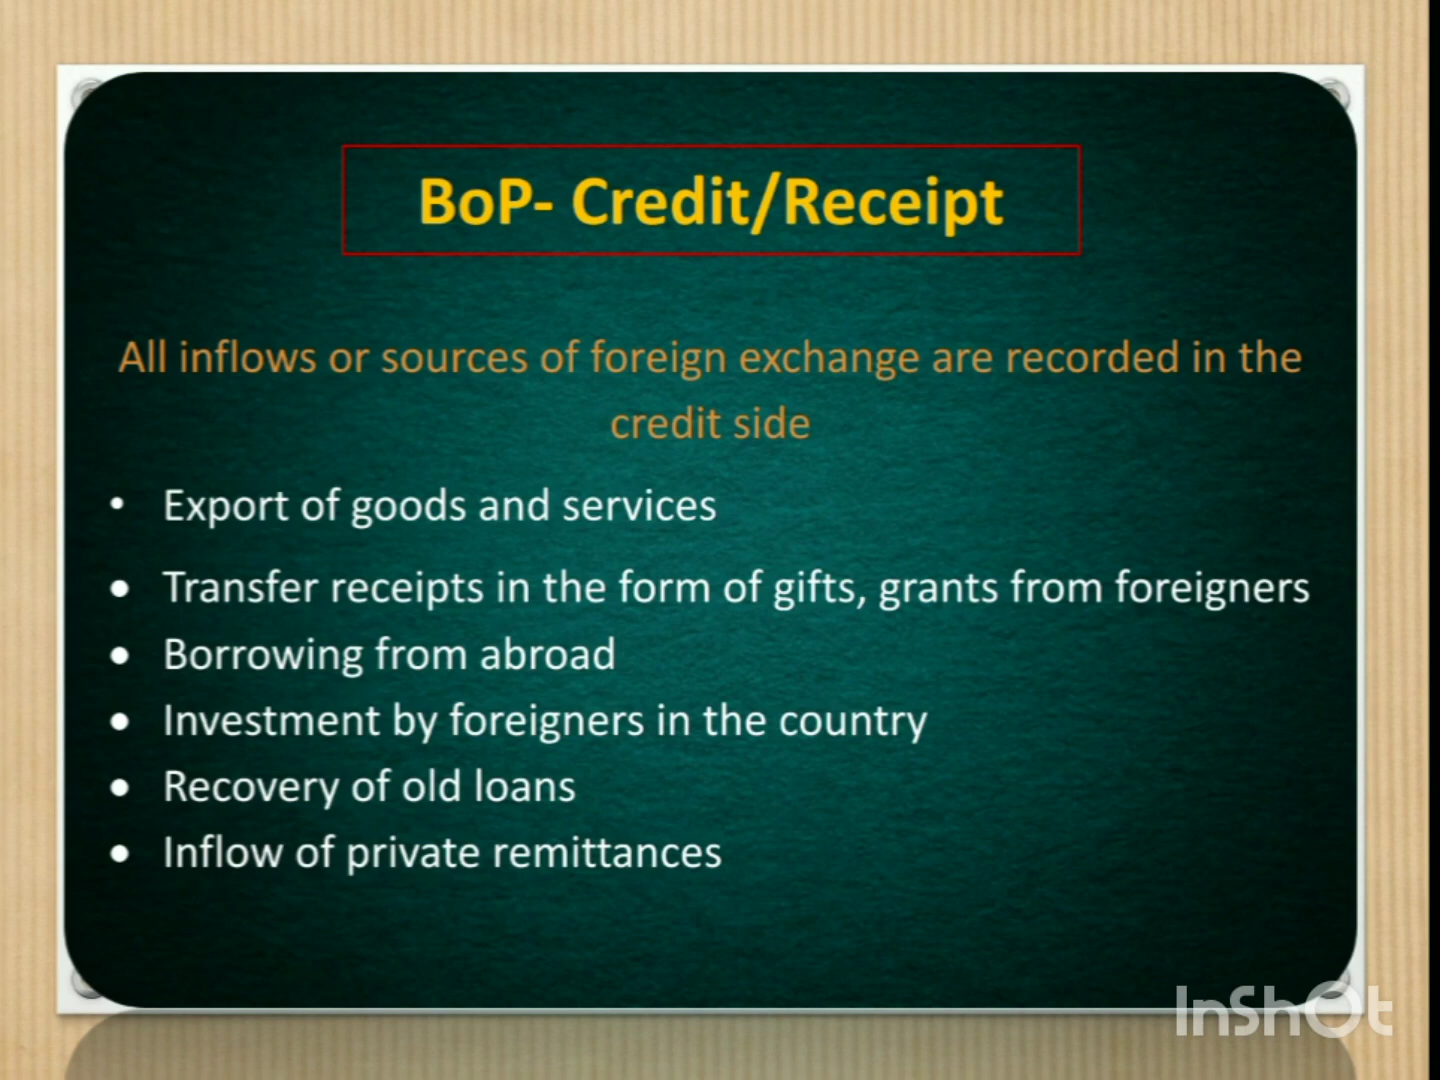 BoP- Credit/Receipt
All inflows or sources of foreign exchange are recorded in the
credit side
• Export of goods and services
• Transfer receipts in the form of gifts, grants from foreigners
• Borrowing from abroad
• Investment by foreigners in the country
• Recovery of old loans
• Inflow of private remittances
InShOt